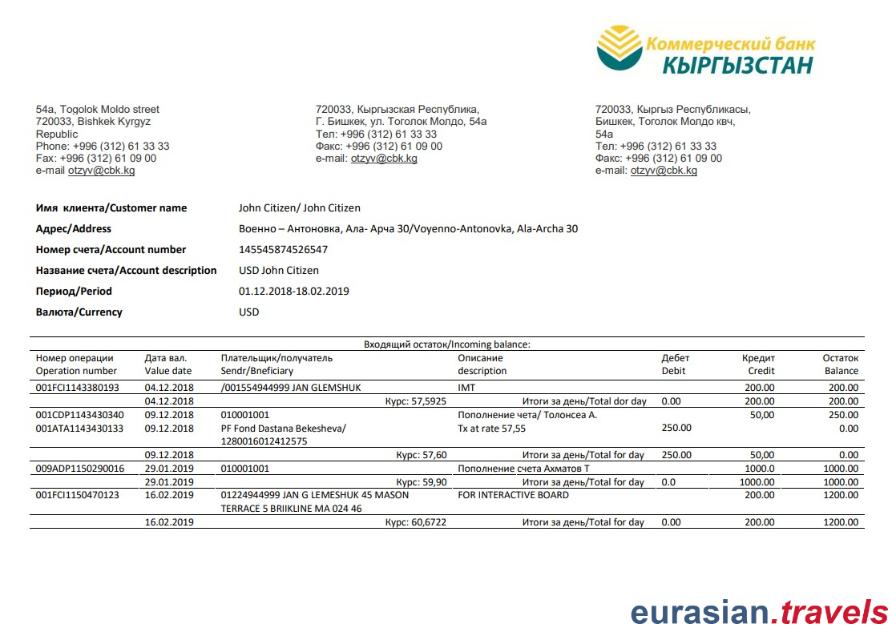 Коммерческий банк
КЫРГЫЗСТАН
54a, Togolok Moldo street
720033, Bishkek Kyrgyz
Republic
Phone: +996 (312) 61 33 33
Fax: +996 (312) 61 09 00
e-mail otzyv@cbk.kg
720033, Кыргызская Республика,
Г. Бишкек, ул. Тоголок Молдо, 54а
Тел: +996 (312) 61 33 33
Факс: +996 (312) 61 09 00
e-mail: otzyv@cbk.kg
720033, Кыргыз Республикасы,
Бишкек, Тоголок Молдо квч,
54а
Тел: +996 (312) 61 33 33
Факс: +996 (312) 61 09 00
e-mail: otzyv@cbk.kg
Имя клиента/Customer name John Citizen/ John Citizen
Адрес/Address Военно – Антоновка, Ала- Арча 30/Voyenno-Antonovka, Ala-Archa 30
Номер счета/Account number 145545874526547
Название счета/Account description USD John Citizen
Период/Period 01.12.2018-18.02.2019
Валюта/Currency USD
Входящий остаток/Incoming balance:
Номер операции Дата вал. Плательщик/получатель Описание Дебет Кредит Остаток
Operation number Value date Sendr/Bneficiary description Debit Credit Balance
001FCI1143380193 04.12.2018 /001554944999 JAN GLEMSHUK IMT 200.00 200.00
04.12.2018 Курс: 57,5925 Итоги за день/Total dor day 0.00 200.00 200.00
001CDP1143430340 09.12.2018 010001001 Пополнение чета/ Толонсеа А. 50,00 250.00
001ATA1143430133 09.12.2018 PF Fond Dastana Bekesheva/ Tx at rate 57,55 250.00 0.00
1280016012412575
09.12.2018 Курс: 57,60 Итоги за день/Total for day 250.00 50,00 0.00
009ADP1150290016 29.01.2019 010001001 Пополнение счета Ахматов Т 1000.0 1000.00
29.01.2019 Курс: 59,90 Итоги за день/Total for day 0.0 1000.00 1000.00
001FCI1150470123 16.02.2019 01224944999 JAN G LEMESHUK 45 MASON FOR INTERACTIVE BOARD 200.00 1200.00
TERRACE 5 BRIIKLINE MA 024 46
16.02.2019 Курс: 60,6722 Итоги за день/Total for day 0.00 200.00 1200.00
eurasian.travels